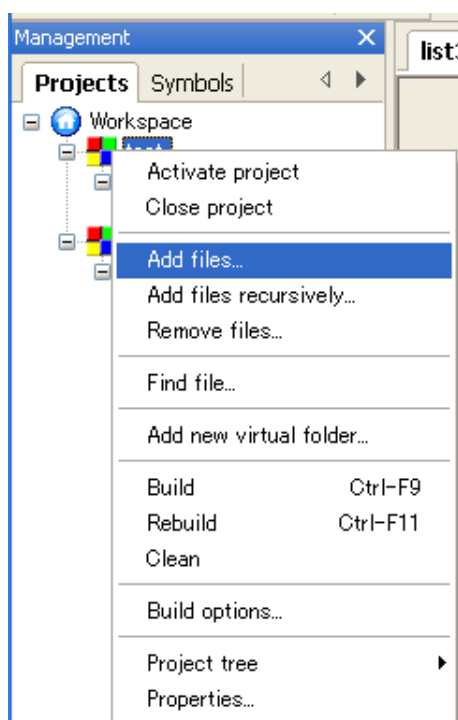 Management
list
Projects Symbols
Workspace
Activate project
Close project
Add files...
Add files recursively...
Remove files...
Find file...
Add new virtual folder...
Build Ctrl-F9
Rebuild Ctrl-F11
Clean
Build options...
Project tree
Properties...